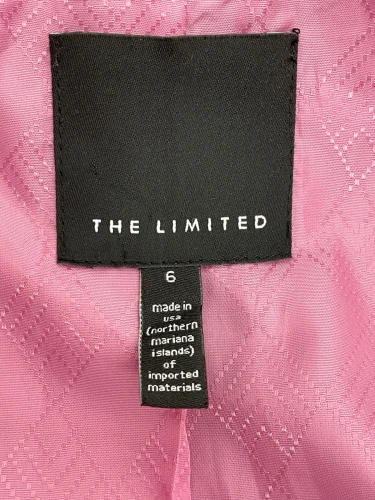 THE LIMITED
6
made in
usa
(northern
mariana
islands)
of
imported
materials